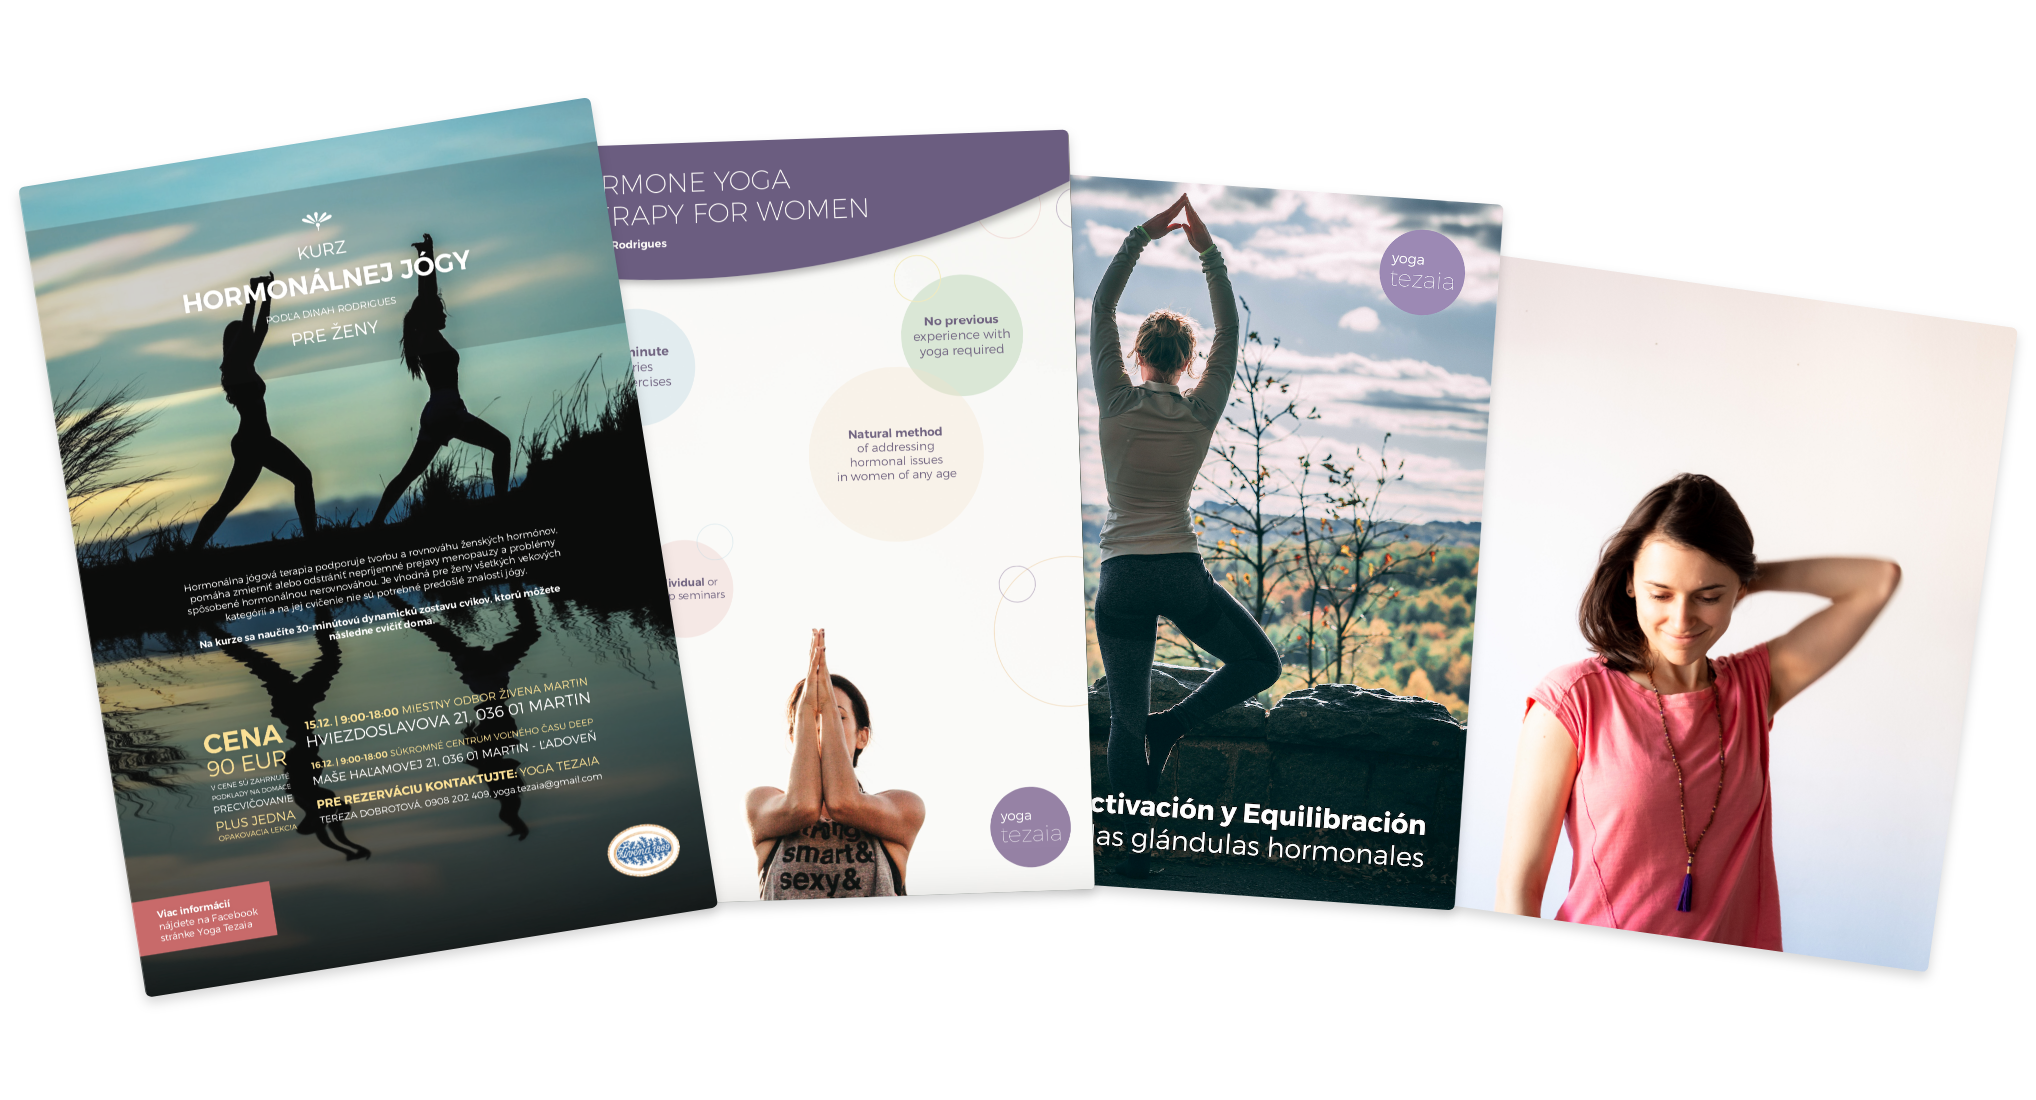 KURZ
HORMONÁLNEJ JÓGY
PODĽA DINAH RODRIGUES
PRE ŽENY
Hormonálna jógová terapia podporuje tvorbu a rovnováhu ženských hormónov,
pomáha zmierniť alebo odstrániť nepríjemné prejavy menopauzy a problémy
spôsobené hormonálnou nerovnováhou. Je vhodná pre ženy všetkých vekových
kategórií a na jej cvičenie nie sú potrebné predošlé znalosti jógy.
Na kurze sa naučíte 30-minútovú dynamickú zostavu cvikov, ktorú môžete
následne cvičiť doma.
CENA
90 EUR
V CENE SÚ ZAHRNUTÉ
PODKLADY NA DOMÁCE
PRECVIČOVANIE
PLUS JEDNA
OPAKOVACIA LEKCIA
15.12. | 9:00-18:00 MIESTNY ODBOR ŽIVENA MARTIN
HVIEZDOSLAVOVA 21, 036 01 MARTIN
16.12. | 9:00-18:00 SÚKROMNÉ CENTRUM VOĽNÉHO ČASU DEEP
MAŠE HAĽAMOVEJ 21, 036 01 MARTIN - ĽADOVEŇ
PRE REZERVÁCIU KONTAKTUJTE: YOGA TEZAIA
TEREZA DOBROTOVÁ, 0908 202 409, yoga.tezaia@gmail.com
Živena 1869
Viac informácií
nájdete na Facebook
stránke Yoga Tezaia
RMONE YOGA
RAPY FOR WOMEN
Rodrigues
inute
ries
ercises
No previous
experience with
yoga required
Natural method
of addressing
hormonal issues
in women of any age
ividual or
p seminars
smart&
sexy&
yoga
tezaia
yoga
tezaia
ctivación y Equilibración
las glándulas hormonales